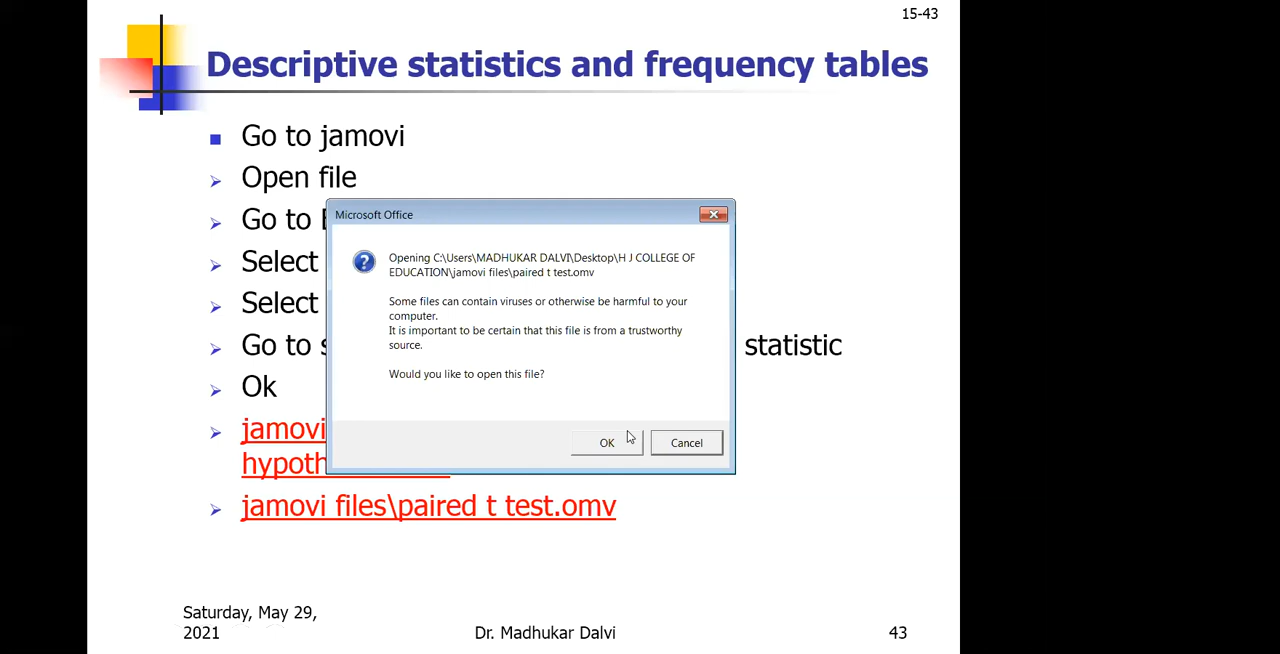 15-43
Descriptive statistics and frequency tables
Go to jamovi
Open file
Go to
Select
Select
Go to
statistic
Ok
jamovi
jamovi files\paired t test.omv
Microsoft Office
Opening C:\Users\MADHUKAR DALVI\Desktop\H J COLLEGE OF
EDUCATION\jamovi files\paired t test.omv
Some files can contain viruses or otherwise be harmful to your
computer.
It is important to be certain that this file is from a trustworthy
source.
Would you like to open this file?
OK
Cancel
Saturday, May 29,
2021
Dr. Madhukar Dalvi
43